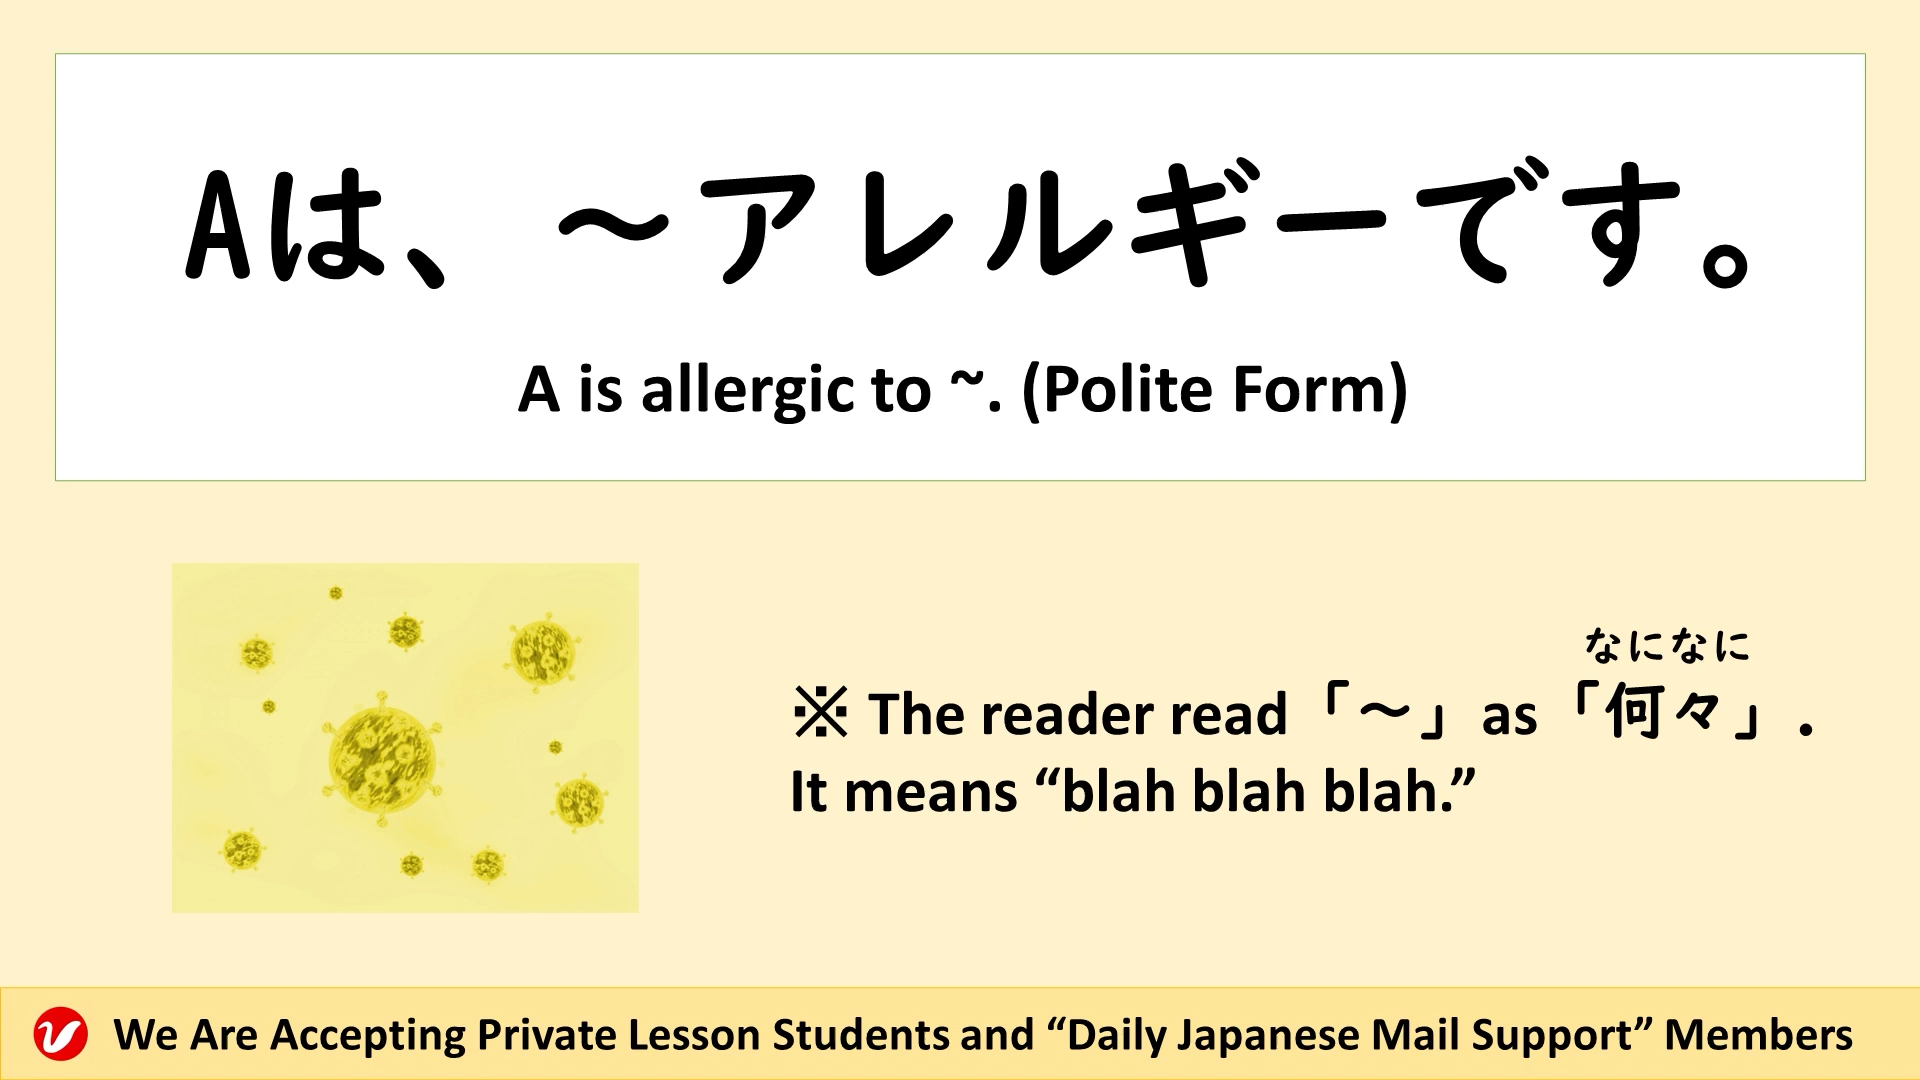 Aは、～アレルギーです。
A is allergic to ~. (Polite Form)
なになに
※ The reader read「～」as「何々」.
It means “blah blah blah.”
We Are Accepting Private Lesson Students and “Daily Japanese Mail Support” Members